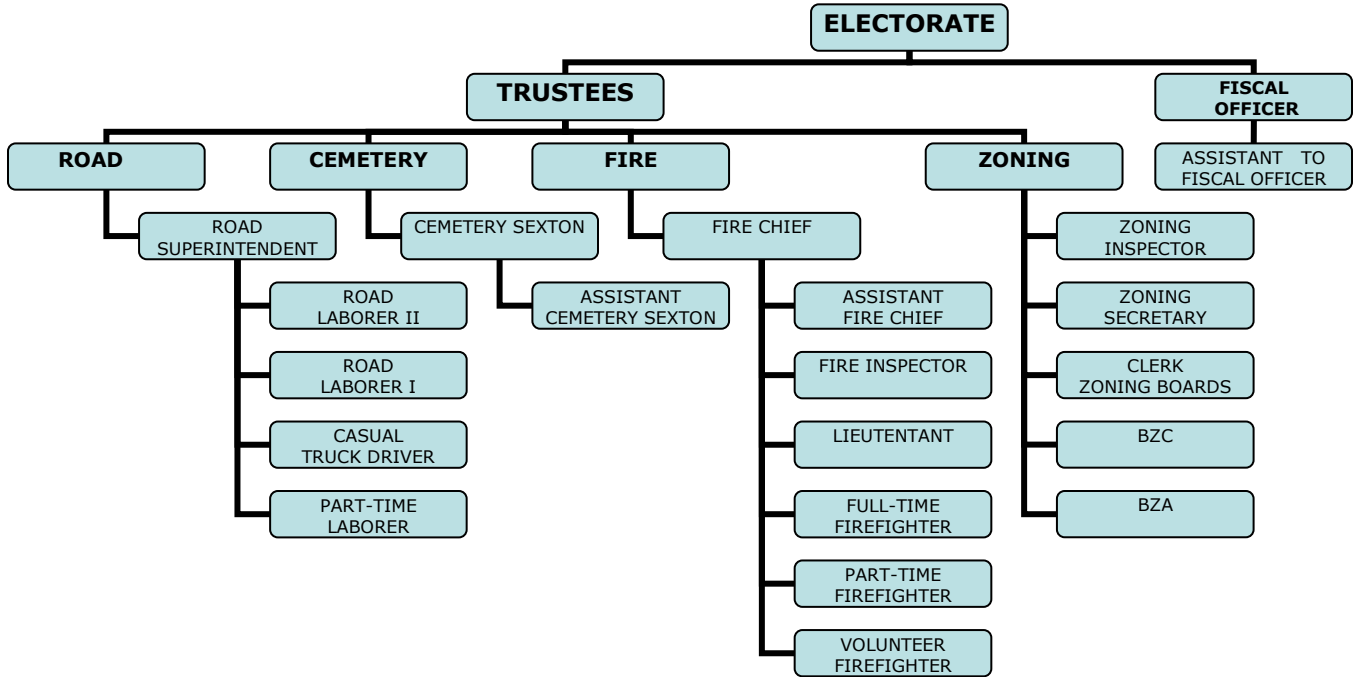 ELECTORATE
TRUSTEES
FISCAL
OFFICER
ROAD
CEMETERY
FIRE
ZONING
ASSISTANT TO
FISCAL OFFICER
ROAD
SUPERINTENDENT
CEMETERY SEXTON
FIRE CHIEF
ZONING
INSPECTOR
ROAD
LABORER II
ASSISTANT
CEMETERY SEXTON
ASSISTANT
FIRE CHIEF
ZONING
SECRETARY
ROAD
LABORER I
FIRE INSPECTOR
CLERK
ZONING BOARDS
CASUAL
TRUCK DRIVER
LIEUTENTANT
BZC
PART-TIME
LABORER
FULL-TIME
FIREFIGHTER
BZA
PART-TIME
FIREFIGHTER
VOLUNTEER
FIREFIGHTER